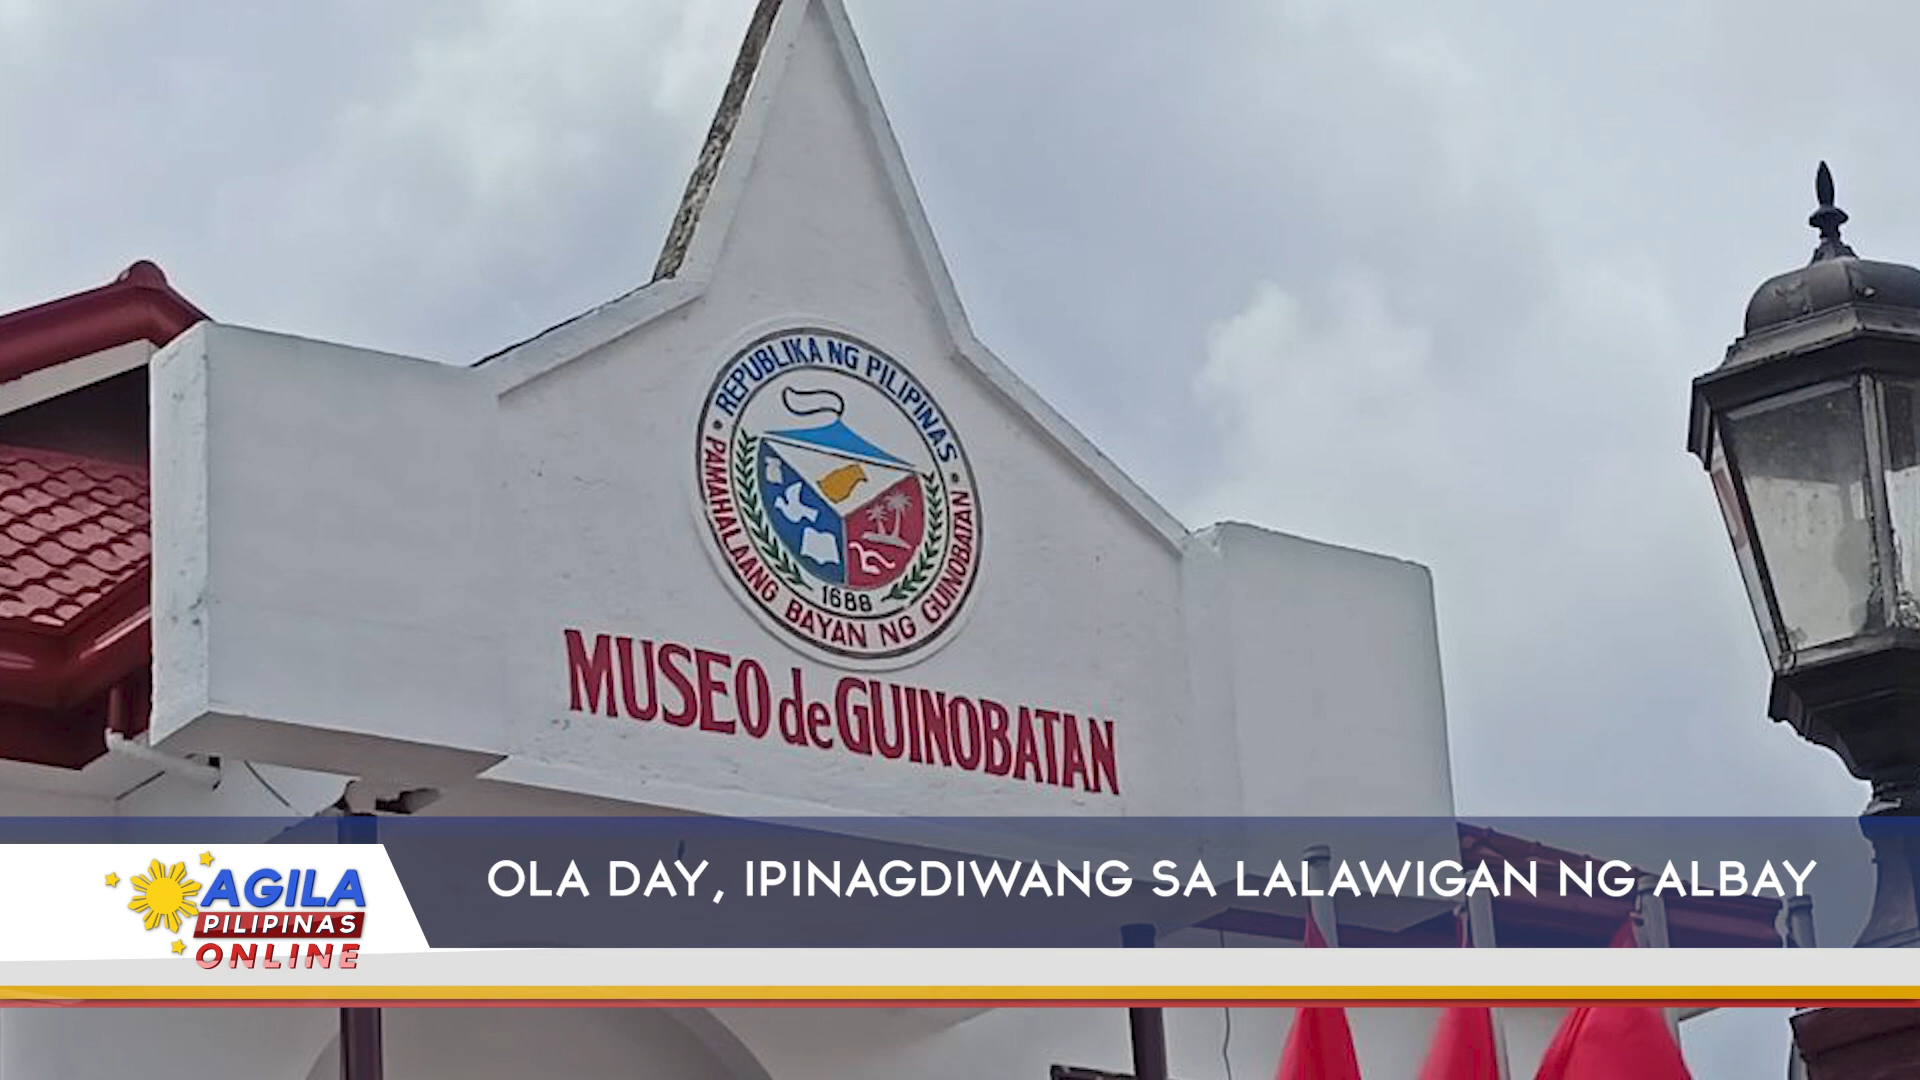 REPUBLIKA NG PILIPINAS
PAMAHALAANG BAYAN NG GUINOBATAN
1688
MUSEO de GUINOBATAN
OLA DAY, IPINAGDIWANG SA LALAWIGAN NG ALBAY
AGILA
PILIPINAS
ONLINE